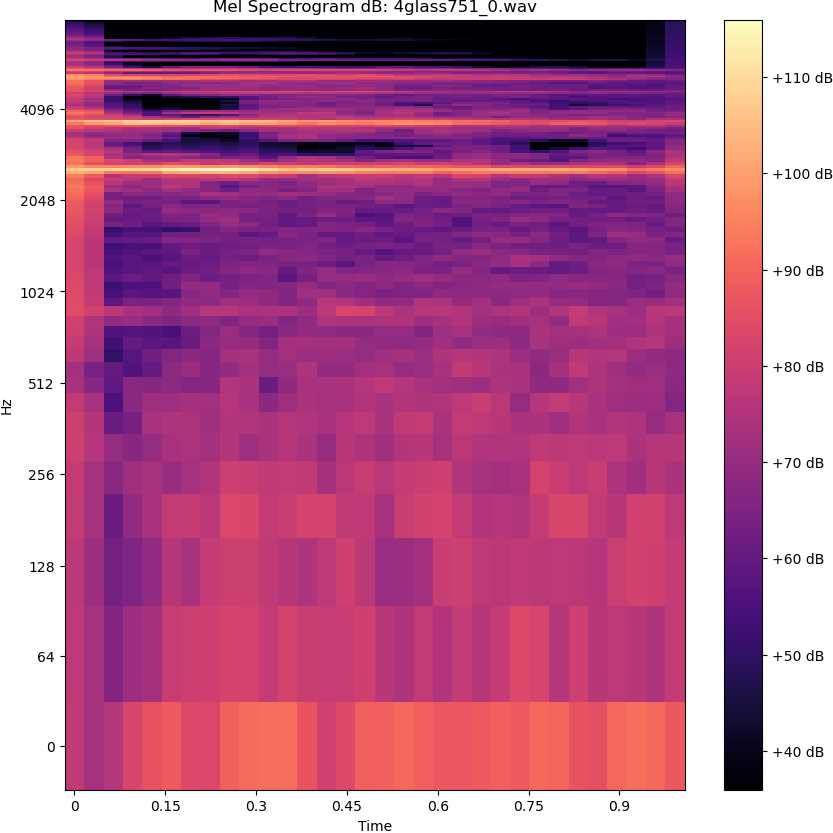 Mel Spectrogram dB: 4glass751_0.wav
4096
2048
1024
512
256
128
64
0
Hz
0
0.15
0.3
0.45
0.6
0.75
0.9
Time
+110 dB
+100 dB
+90 dB
+80 dB
+70 dB
+60 dB
+50 dB
+40 dB